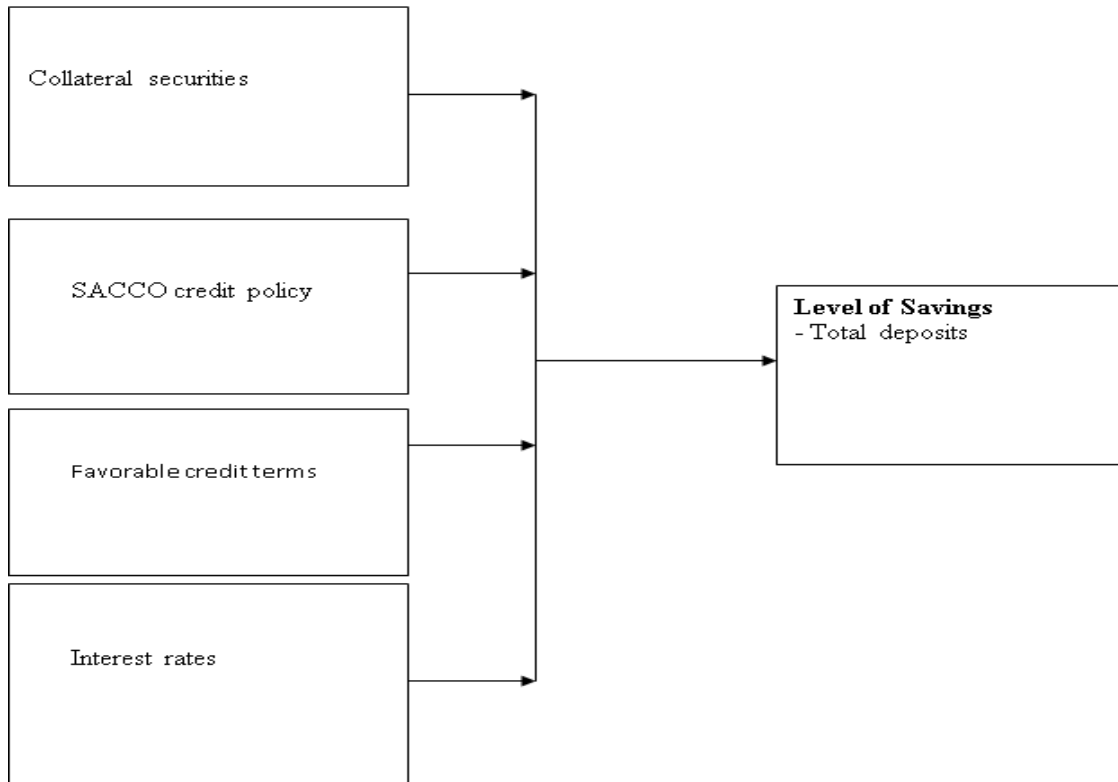 Collateral securities
SACCO credit policy
Favorable credit terms
Interest rates
Level of Savings
- Total deposits